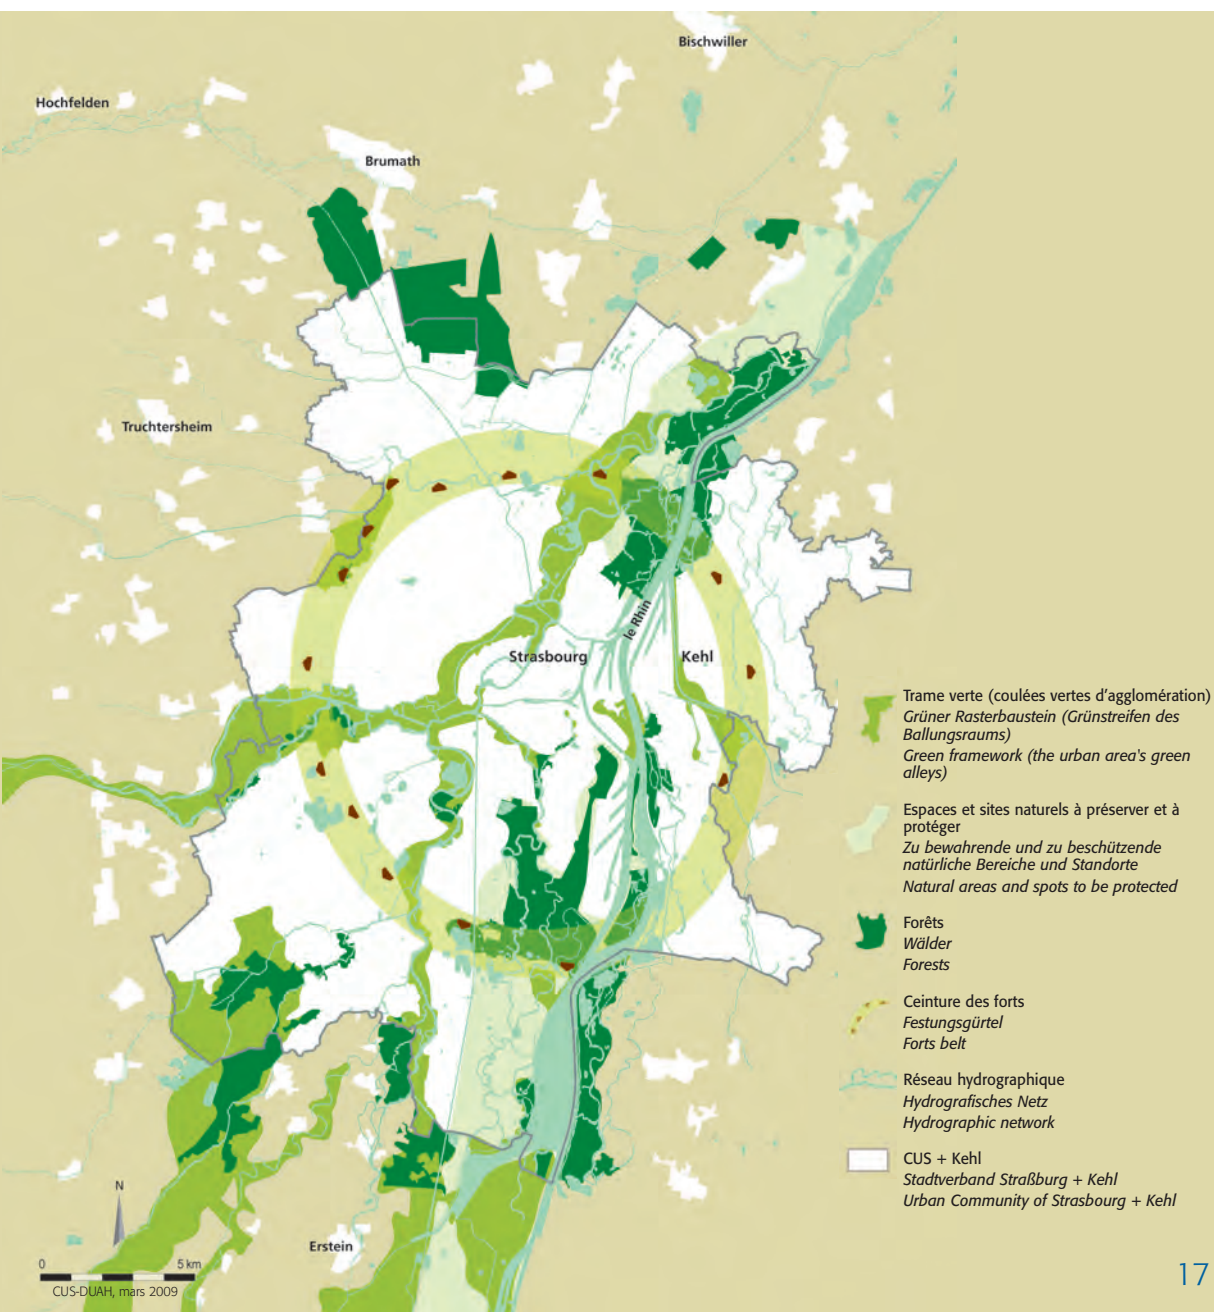 Bischwiller
Hochfelden
Brumath
Truchtersheim
le Rhin
Strasbourg
Kehl
Erstein
N
0
5 km
CUS-DUAH, mars 2009
Trame verte (coulées vertes d'agglomération)
Grüner Rasterbaustein (Grünstreifen des
Ballungsraums)
Green framework (the urban area's green
alleys)
Espaces et sites naturels à préserver et à
protéger
Zu bewahrende und zu beschützende
natürliche Bereiche und Standorte
Natural areas and spots to be protected
Forêts
Wälder
Forests
Ceinture des forts
Festungsgürtel
Forts belt
Réseau hydrographique
Hydrografisches Netz
Hydrographic network
CUS + Kehl
Stadtverband Straßburg + Kehl
Urban Community of Strasbourg + Kehl
17